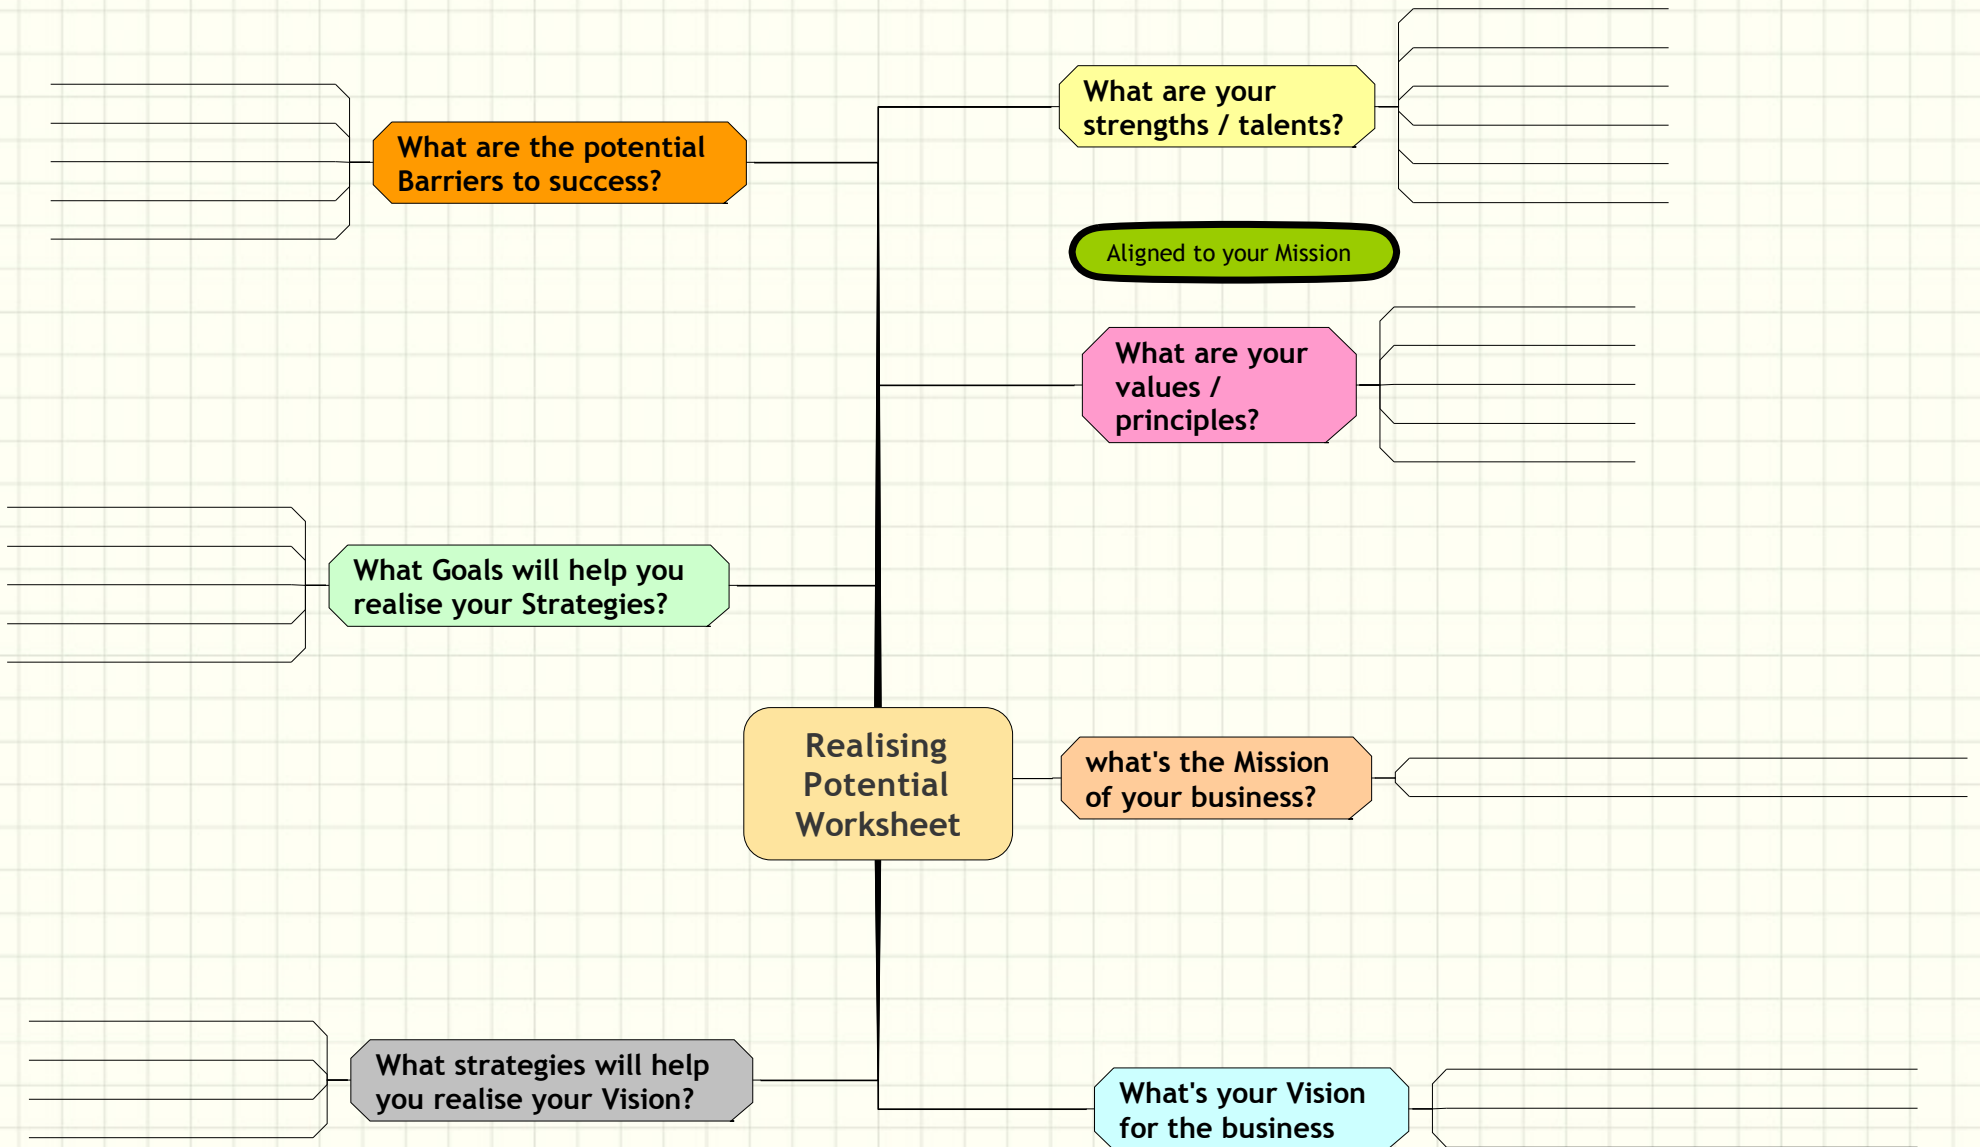 What are your
strengths / talents?
What are the potential
Barriers to success?
Aligned to your Mission
What are your
values /
principles?
What Goals will help you
realise your Strategies?
Realising
Potential
Worksheet
what's the Mission
of your business?
What strategies will help
you realise your Vision?
What's your Vision
for the business